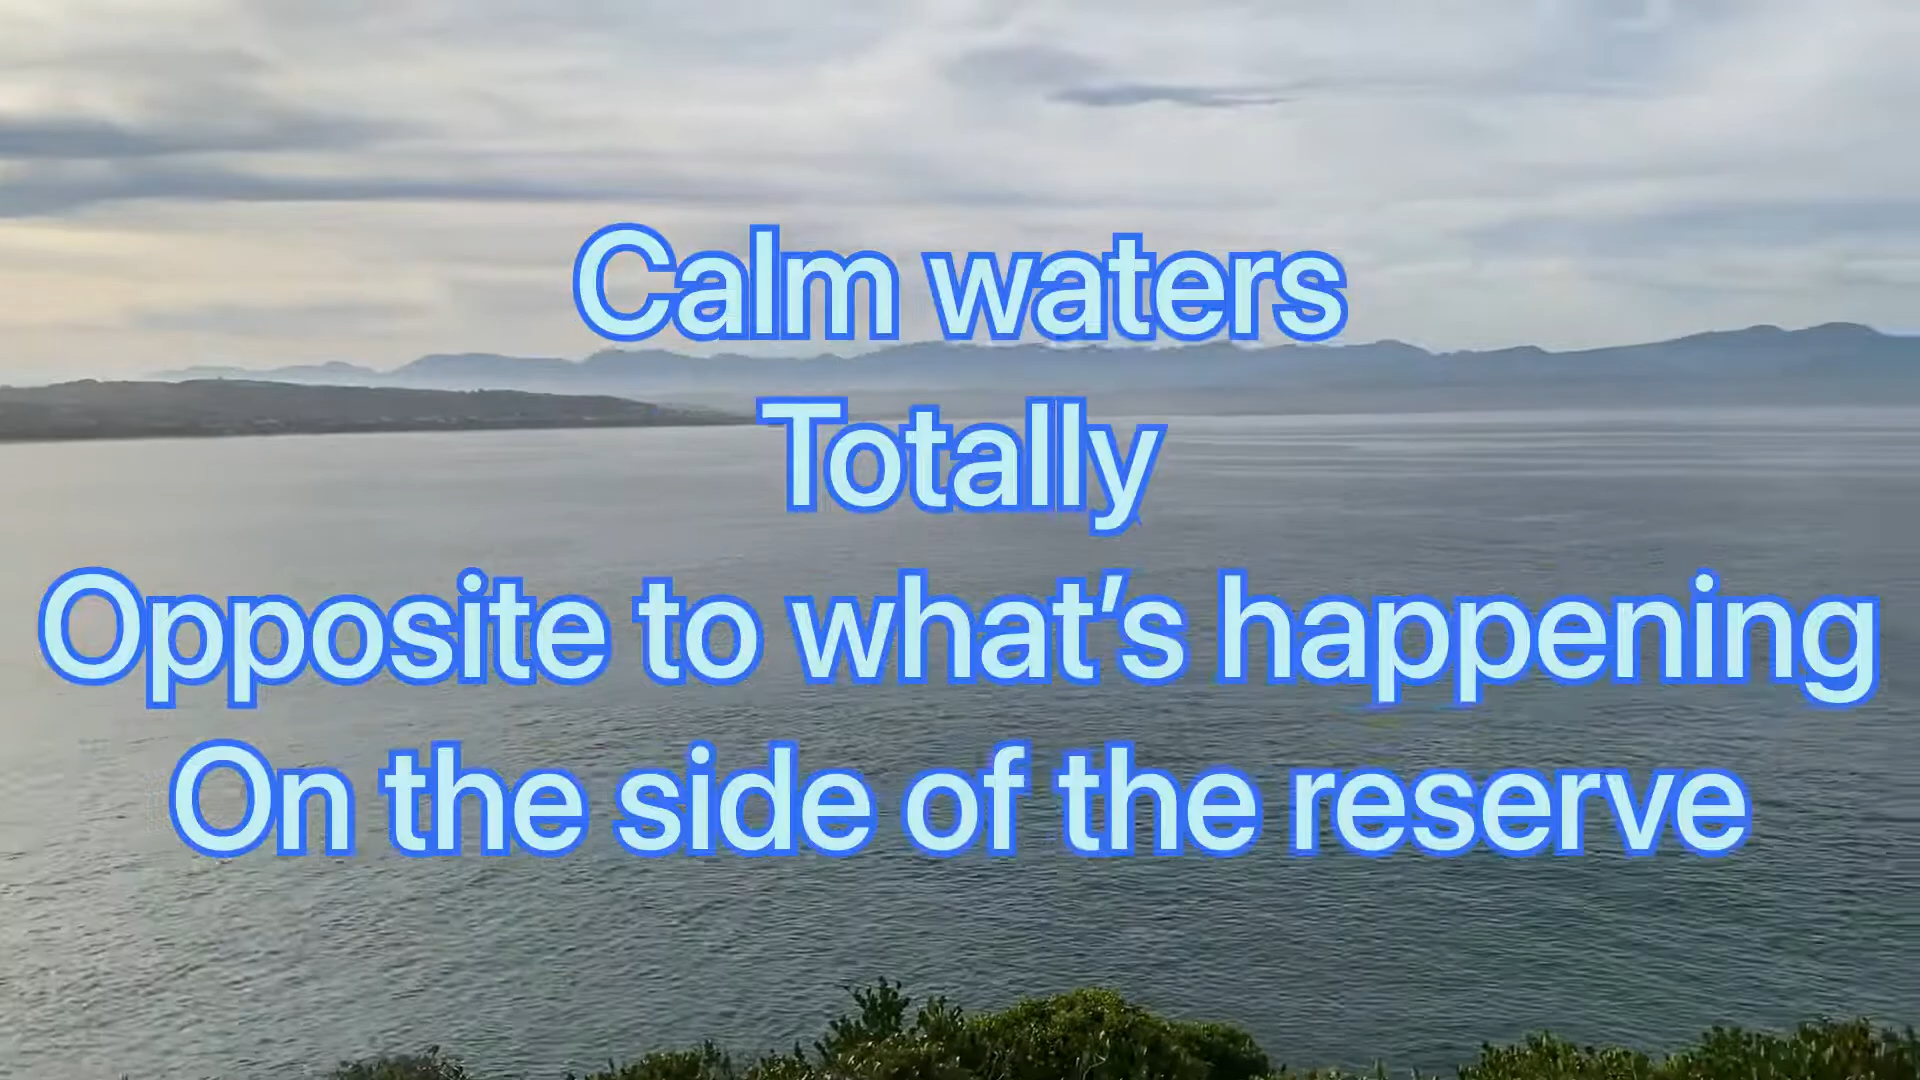 Calm waters
Totally
Opposite to what’s happening
On the side of the reserve